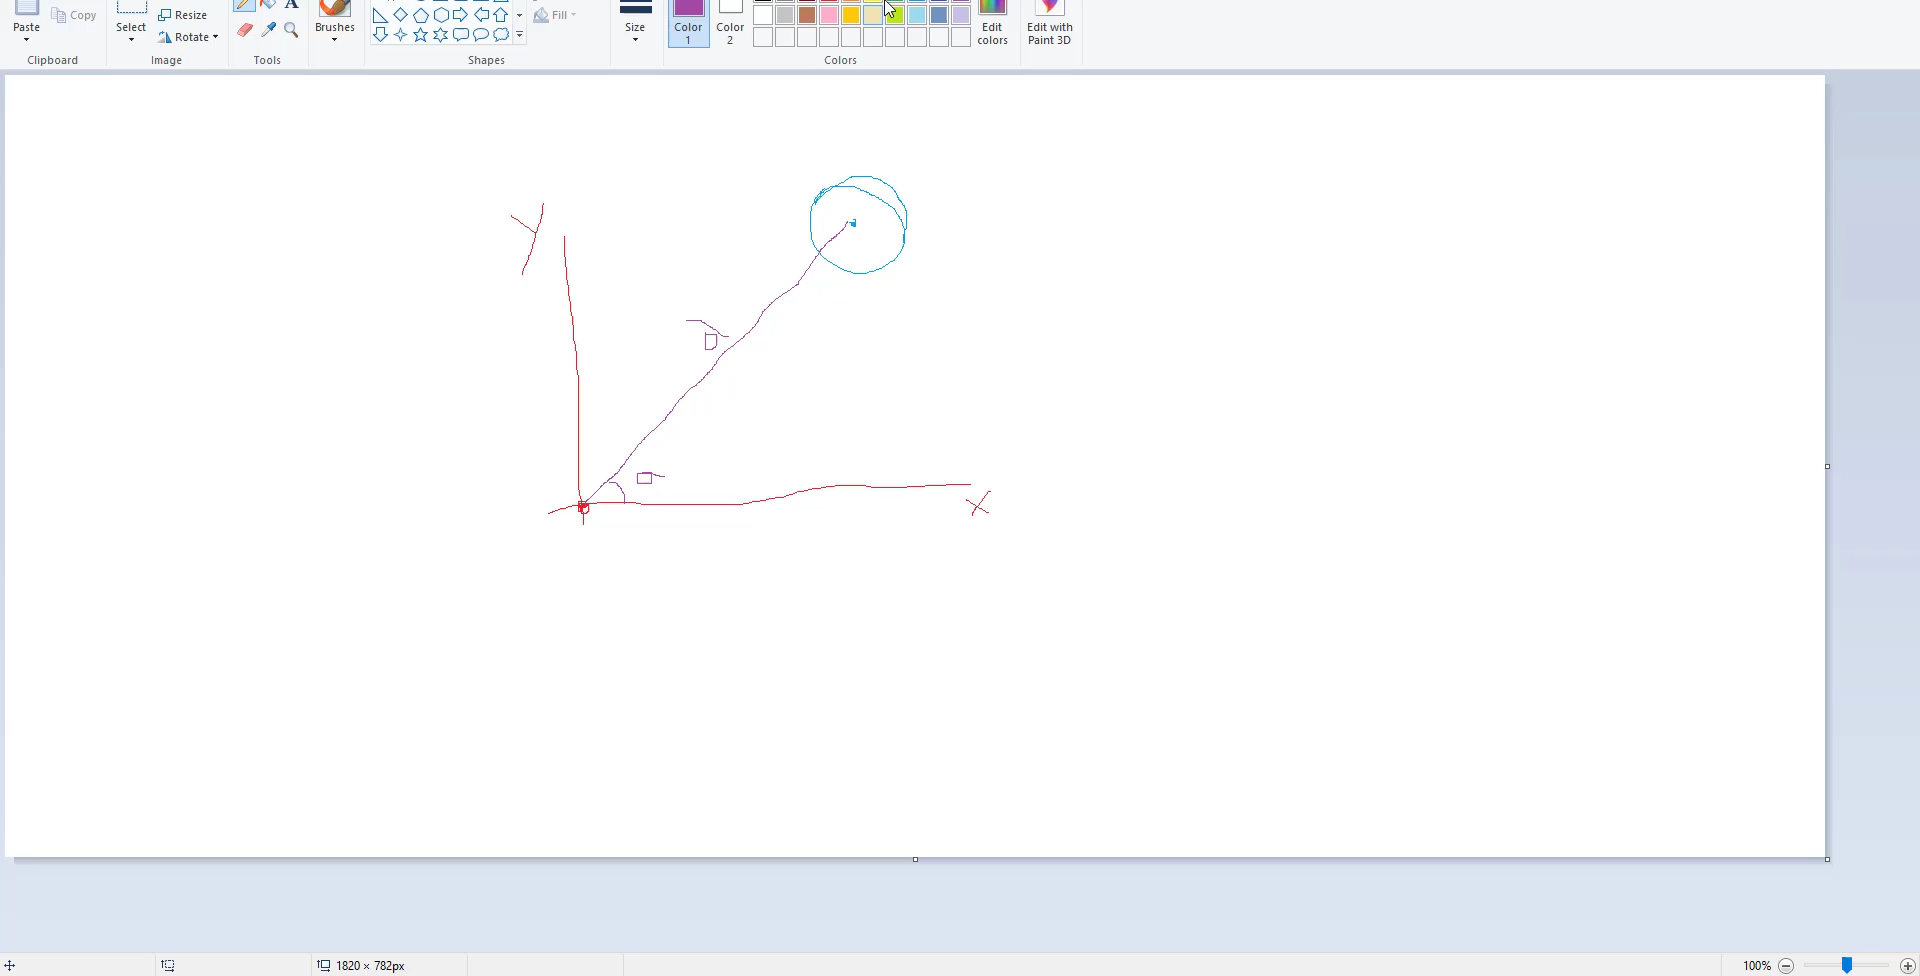 Paste
Copy
Select
Resize
Rotate
Brushes
Fill
Size
Color 1
Color 2
Edit colors
Edit with Paint 3D
Clipboard
Image
Tools
Shapes
Colors
Y
X
1820 × 782px
100%